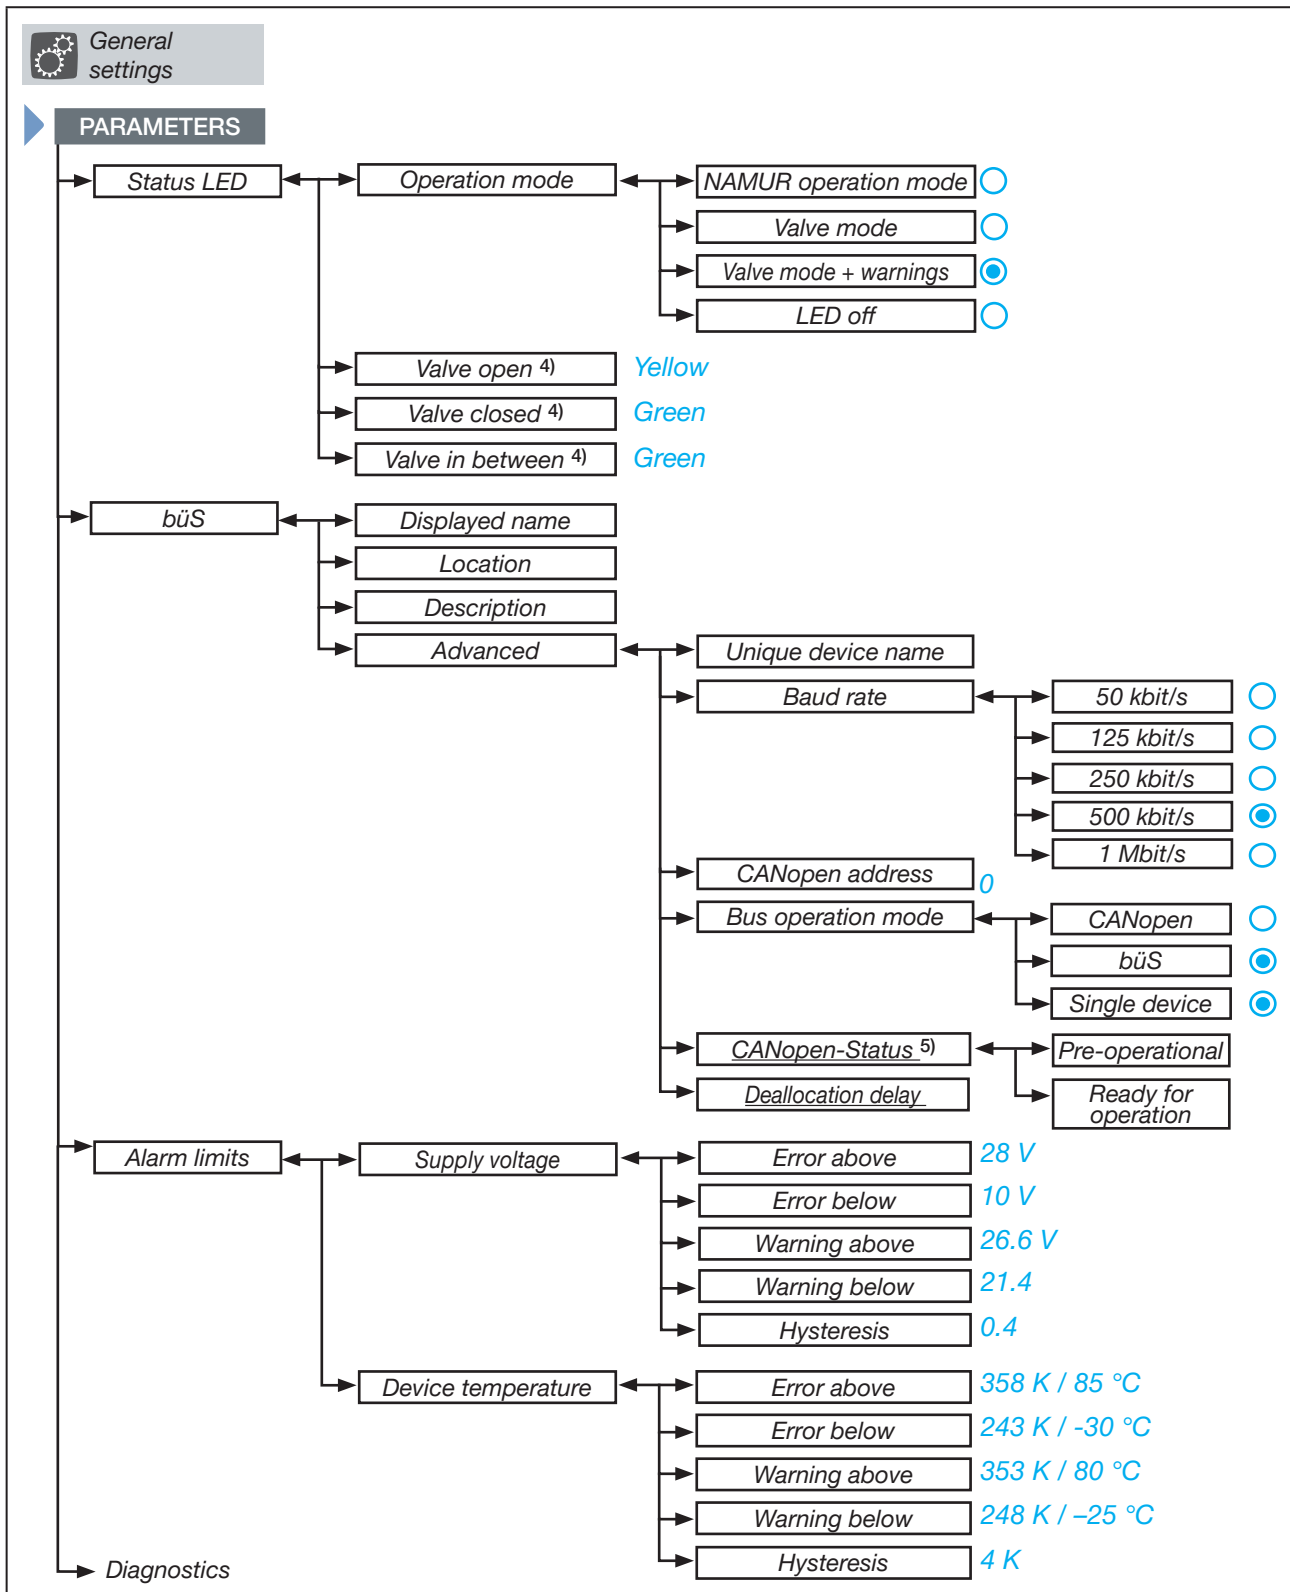 General
settings
PARAMETERS
Status LED
Operation mode
NAMUR operation mode
Valve mode
Valve mode + warnings
LED off
Valve open 4)
Yellow
Valve closed 4)
Green
Valve in between 4)
Green
büS
Displayed name
Location
Description
Advanced
Unique device name
Baud rate
50 kbit/s
125 kbit/s
250 kbit/s
500 kbit/s
1 Mbit/s
CANopen address
0
Bus operation mode
CANopen
büS
Single device
CANopen-Status 5)
Pre-operational
Ready for
operation
Deallocation delay
Alarm limits
Supply voltage
Error above
28 V
Error below
10 V
Warning above
26.6 V
Warning below
21.4
Hysteresis
0.4
Device temperature
Error above
358 K / 85 °C
Error below
243 K / -30 °C
Warning above
353 K / 80 °C
Warning below
248 K / –25 °C
Hysteresis
4 K
Diagnostics